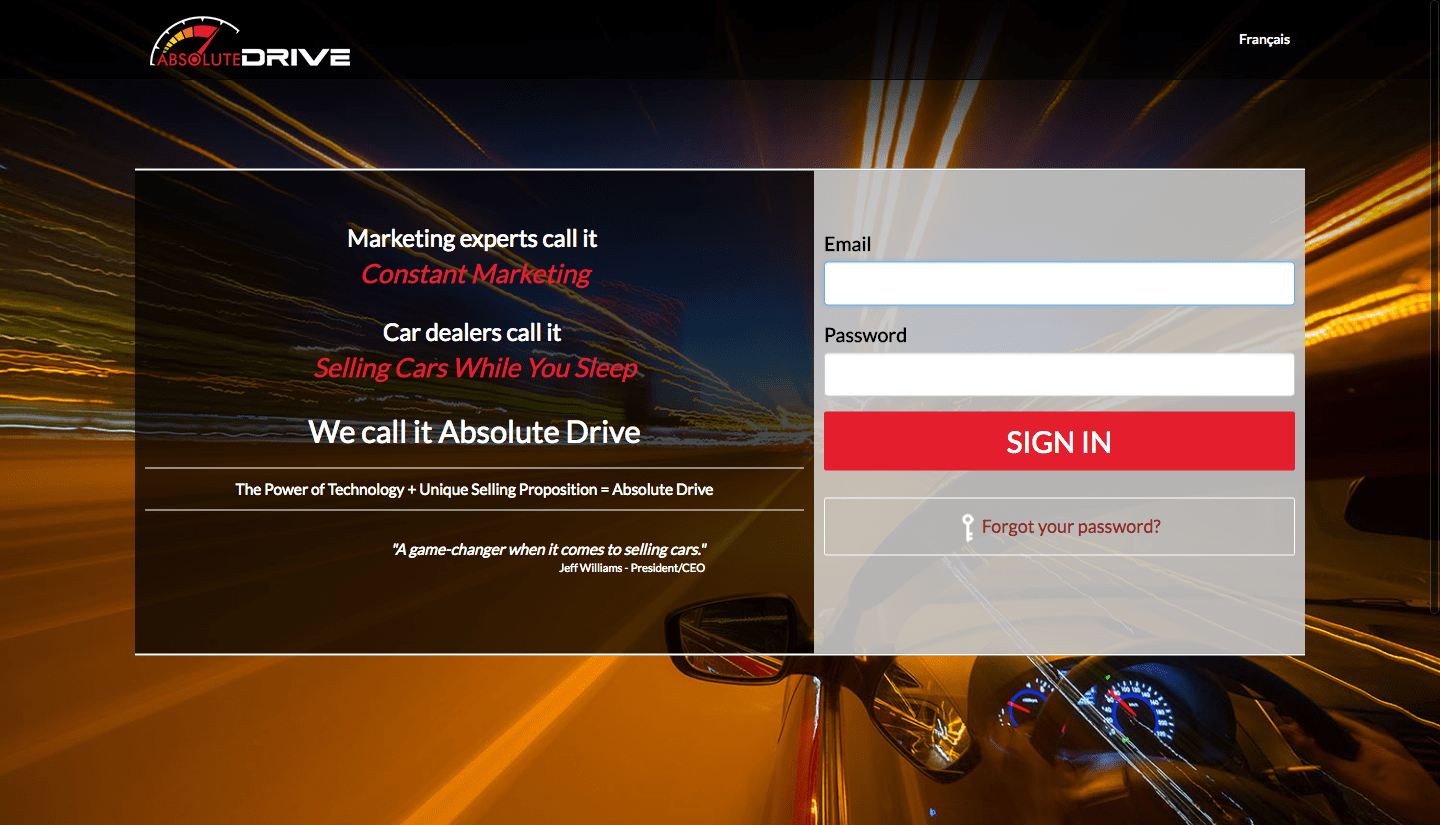 ABSOLUTEDRIVE
Français
Marketing experts call it
Constant Marketing
Car dealers call it
Selling Cars While You Sleep
We call it Absolute Drive
The Power of Technology + Unique Selling Proposition = Absolute Drive
"A game-changer when it comes to selling cars."
Jeff Williams - President/CEO
Email
Password
SIGN IN
Forgot your password?